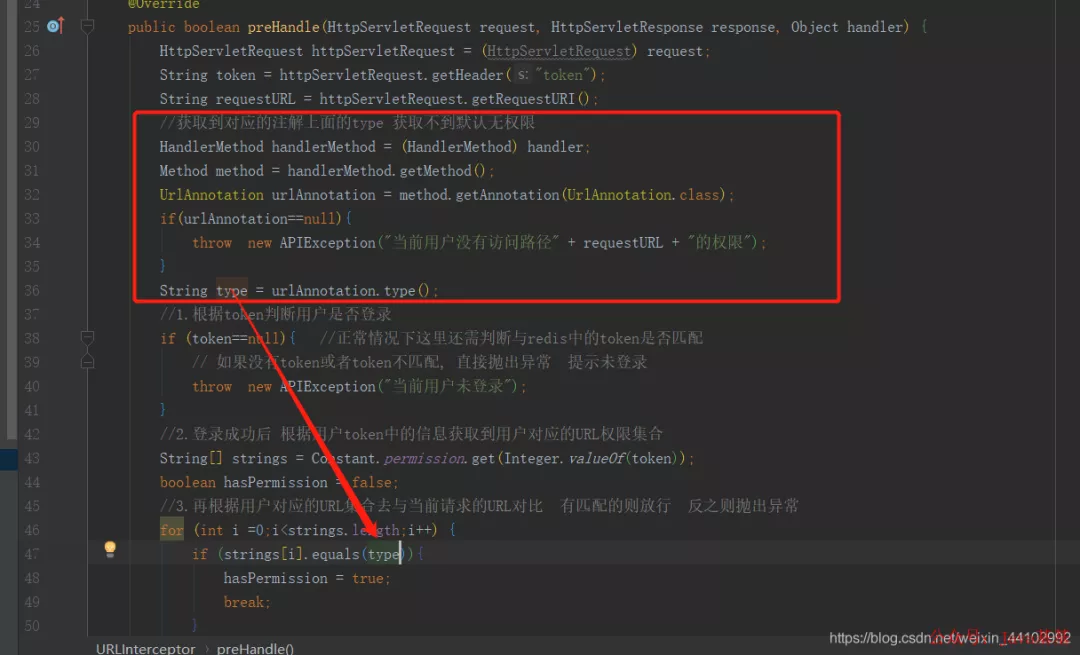 24 @Override
25 public boolean preHandle(HttpServletRequest request, HttpServletResponse response, Object handler) {
26 HttpServletRequest httpServletRequest = (HttpServletRequest) request;
27 String token = httpServletRequest.getHeader( s: "token");
28 String requestURL = httpServletRequest.getRequestURI();
29 //获取到对应的注解上面的type 获取不到默认无权限
30 HandlerMethod handlerMethod = (HandlerMethod) handler;
31 Method method = handlerMethod.getMethod();
32 UrlAnnotation urlAnnotation = method.getAnnotation(UrlAnnotation.class);
33 if(urlAnnotation==null){
34 throw new APIException("当前用户没有访问路径" + requestURL + "的权限");
35 }
36 String type = urlAnnotation.type();
37 //1.根据token判断用户是否登录
38 if (token==null){ //正常情况下这里还需判断与redis中的token是否匹配
39 // 如果没有token或者token不匹配，直接抛出异常 提示未登录
40 throw new APIException("当前用户未登录");
41 }
42 //2.登录成功后 根据用户token中的信息获取到用户对应的URL权限集合
43 String[] strings = Constant.permission.get(Integer.valueOf(token));
44 boolean hasPermission = false;
45 //3.再根据用户对应的URL集合去与当前请求的URL对比 有匹配的则放行 反之则抛出异常
46 for (int i =0;i<strings.length;i++) {
47 if (strings[i].equals(type)){
48 hasPermission = true;
49 break;
50 }
https://blog.csdn.net/weixin_44102992
URLInterceptor › preHandle()